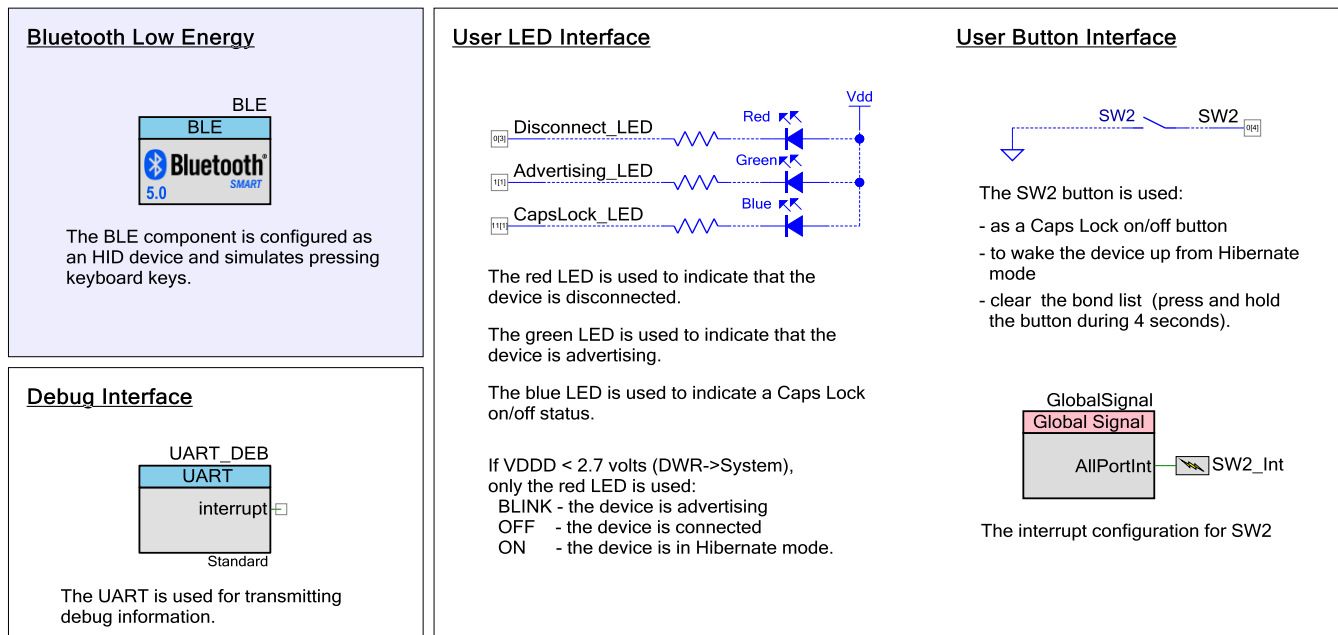 Bluetooth Low Energy
BLE
BLE
Bluetooth®
SMART
5.0
The BLE component is configured as
an HID device and simulates pressing
keyboard keys.
Debug Interface
UART_DEB
UART
interrupt
Standard
The UART is used for transmitting
debug information.
User LED Interface
Vdd
0[3]
Disconnect_LED
Red
1[1]
Advertising_LED
Green
11[1]
CapsLock_LED
Blue
The red LED is used to indicate that the
device is disconnected.
The green LED is used to indicate that the
device is advertising.
The blue LED is used to indicate a Caps Lock
on/off status.
If VDDD < 2.7 volts (DWR->System),
only the red LED is used:
BLINK - the device is advertising
OFF - the device is connected
ON - the device is in Hibernate mode.
User Button Interface
SW2
SW2
0[4]
The SW2 button is used:
- as a Caps Lock on/off button
- to wake the device up from Hibernate
mode
- clear the bond list (press and hold
the button during 4 seconds).
GlobalSignal
Global Signal
AllPortInt
SW2_Int
The interrupt configuration for SW2